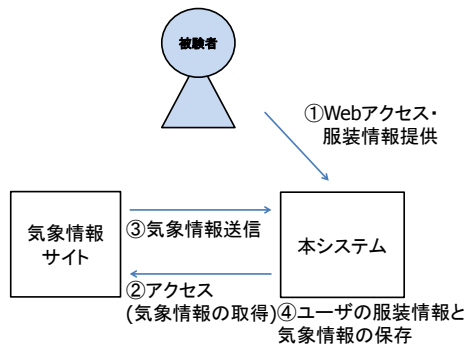 被験者
①Webアクセス・
服装情報提供
気象情報
サイト
③気象情報送信
本システム
②アクセス
(気象情報の取得)
④ユーザの服装情報と
気象情報の保存